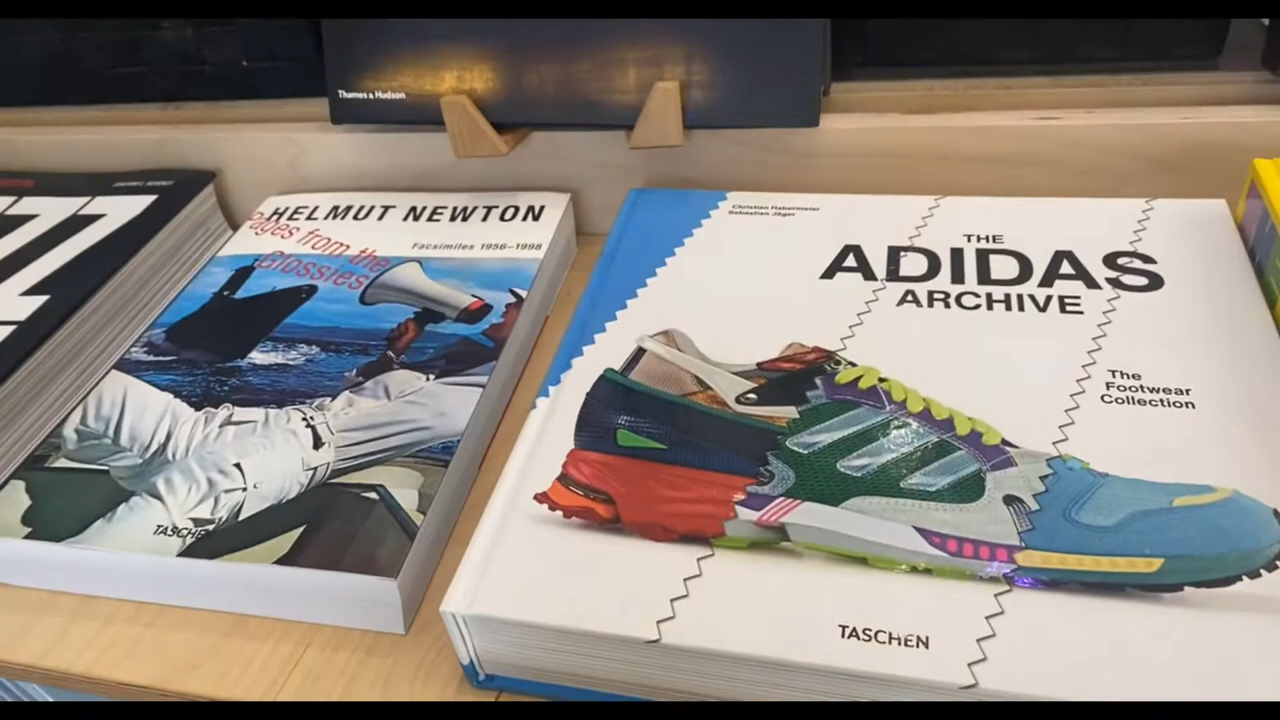 Thames & Hudson
HELMUT NEWTON
Pages from the
Glossies
Facsimiles 1956–1998
TASCHEN
Christian Habermeier
Sebastian Jäger
THE
ADIDAS
ARCHIVE
The
Footwear
Collection
TASCHEN